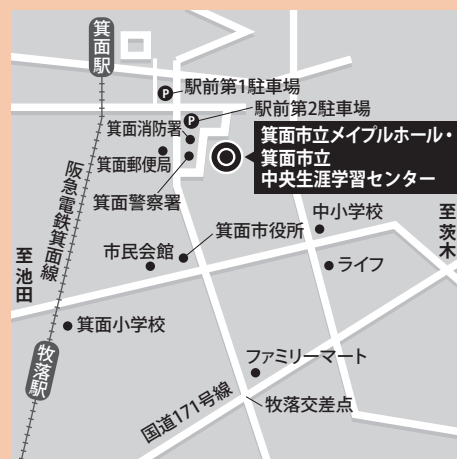 箕面駅
駅前第1駐車場
P
駅前第2駐車場
P
箕面消防署
箕面市立メイプルホール・
箕面市立
中央生涯学習センター
箕面郵便局
箕面警察署
阪急電鉄箕面線
中小学校
至茨木
箕面市役所
市民会館
至池田
ライフ
箕面小学校
牧落駅
ファミリーマート
国道171号線
牧落交差点